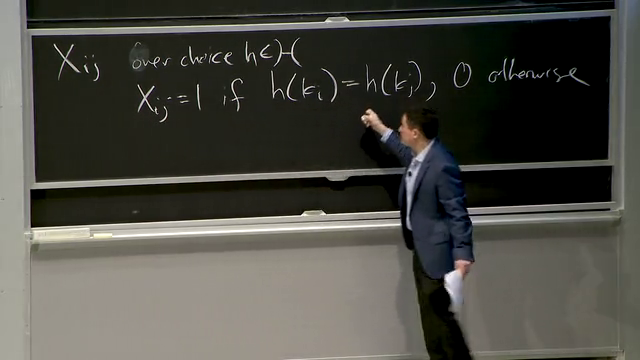 Xij over choice h∈H
Xij = 1 if h(ki) = h(kj), 0 otherwise